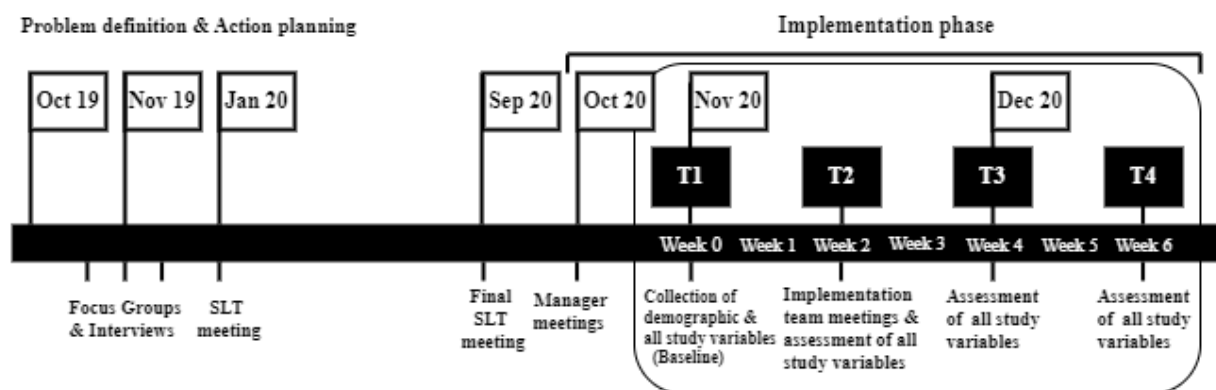 Problem definition & Action planning
Implementation phase
Oct 19
Nov 19
Jan 20
Sep 20
Oct 20
Nov 20
Dec 20
T1
T2
T3
T4
Week 0
Week 1
Week 2
Week 3
Week 4
Week 5
Week 6
Focus Groups
& Interviews
SLT
meeting
Final
SLT
meeting
Manager
meetings
Collection of
demographic &
all study variables
(Baseline)
Implementation
team meetings &
assessment of all
study variables
Assessment
of all study
variables
Assessment
of all study
variables